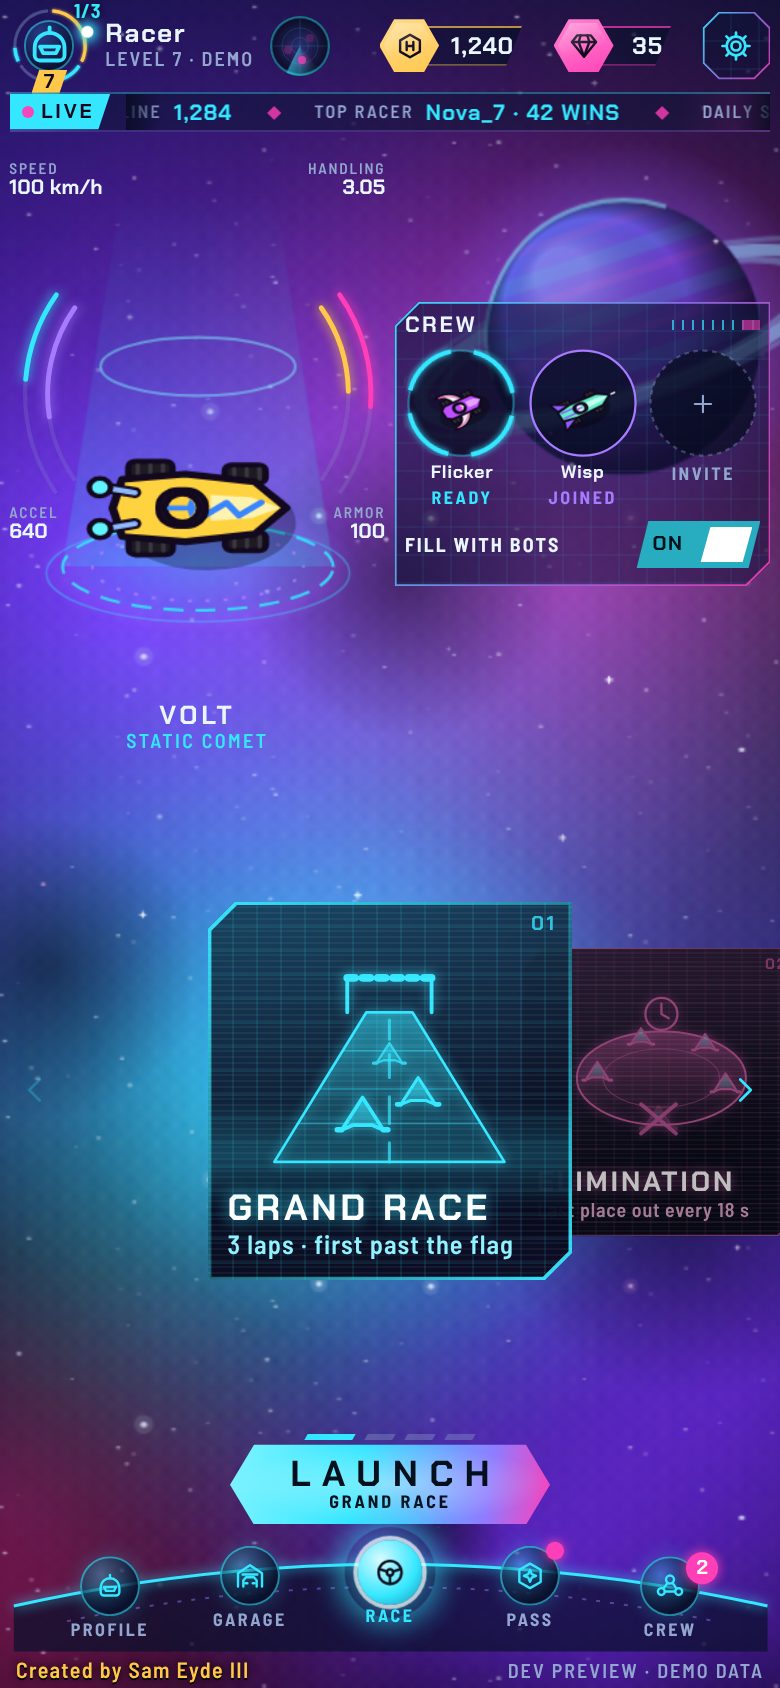 1/3
Racer
LEVEL 7 · DEMO
7
1,240
35
LIVE
1,284
TOP RACER Nova_7 · 42 WINS
DAILY
SPEED
100 km/h
HANDLING
3.05
CREW
Flicker
READY
Wisp
JOINED
+
INVITE
ACCEL
640
ARMOR
100
FILL WITH BOTS
ON
VOLT
STATIC COMET
01
GRAND RACE
3 laps · first past the flag
IMINATION
place out every 18 s
LAUNCH
GRAND RACE
PROFILE
GARAGE
RACE
PASS
2
CREW
Created by Sam Eyde III
DEV PREVIEW · DEMO DATA